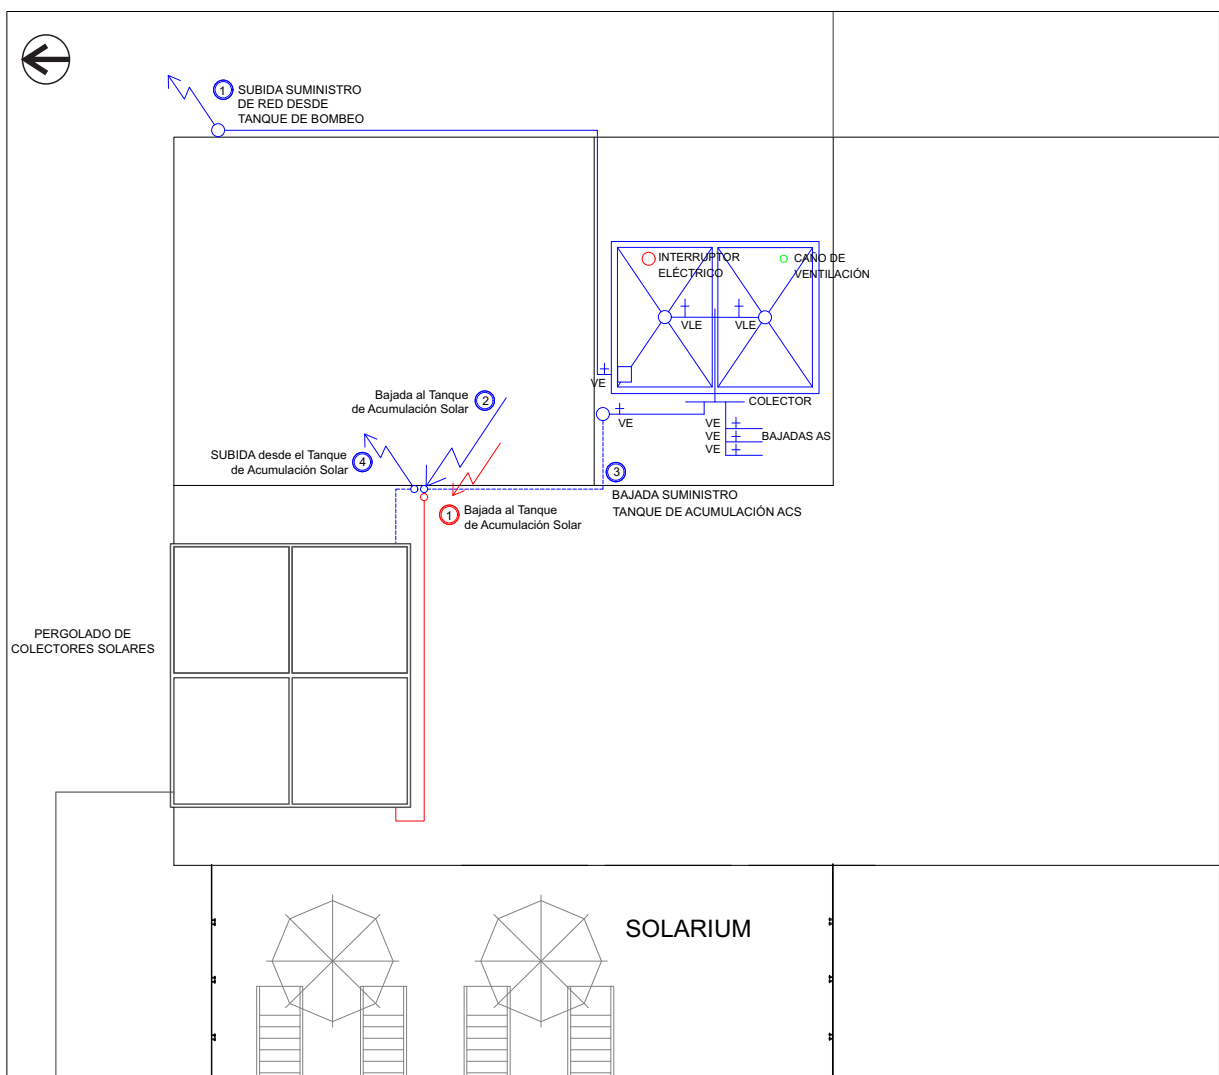 1 SUBIDA SUMINISTRO
DE RED DESDE
TANQUE DE BOMBEO
INTERRUPTOR
ELÉCTRICO
CAÑO DE
VENTILACIÓN
VLE
VLE
VE
Bajada al Tanque
de Acumulación Solar
2
COLECTOR
VE
VE
VE
VE
BAJADAS AS
SUBIDA desde el Tanque
de Acumulación Solar
4
3
BAJADA SUMINISTRO
TANQUE DE ACUMULACIÓN ACS
1 Bajada al Tanque
de Acumulación Solar
PERGOLADO DE
COLECTORES SOLARES
SOLARIUM